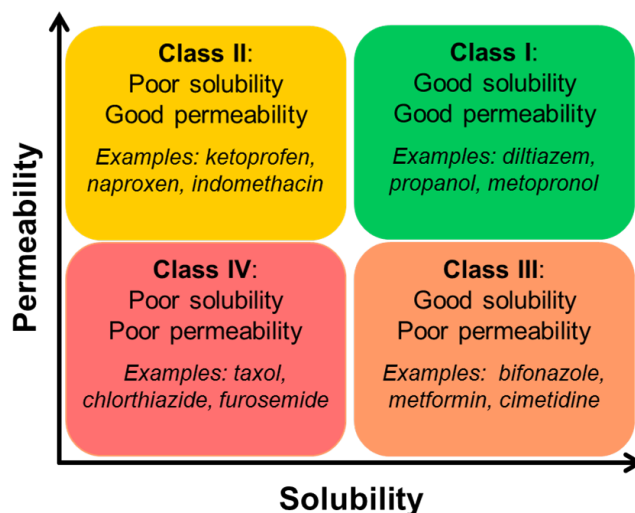 Permeability
Class II:
Poor solubility
Good permeability
Examples: ketoprofen,
naproxen, indomethacin
Class I:
Good solubility
Good permeability
Examples: diltiazem,
propanol, metopronol
Class IV:
Poor solubility
Poor permeability
Examples: taxol,
chlorthiazide, furosemide
Class III:
Good solubility
Poor permeability
Examples: bifonazole,
metformin, cimetidine
Solubility